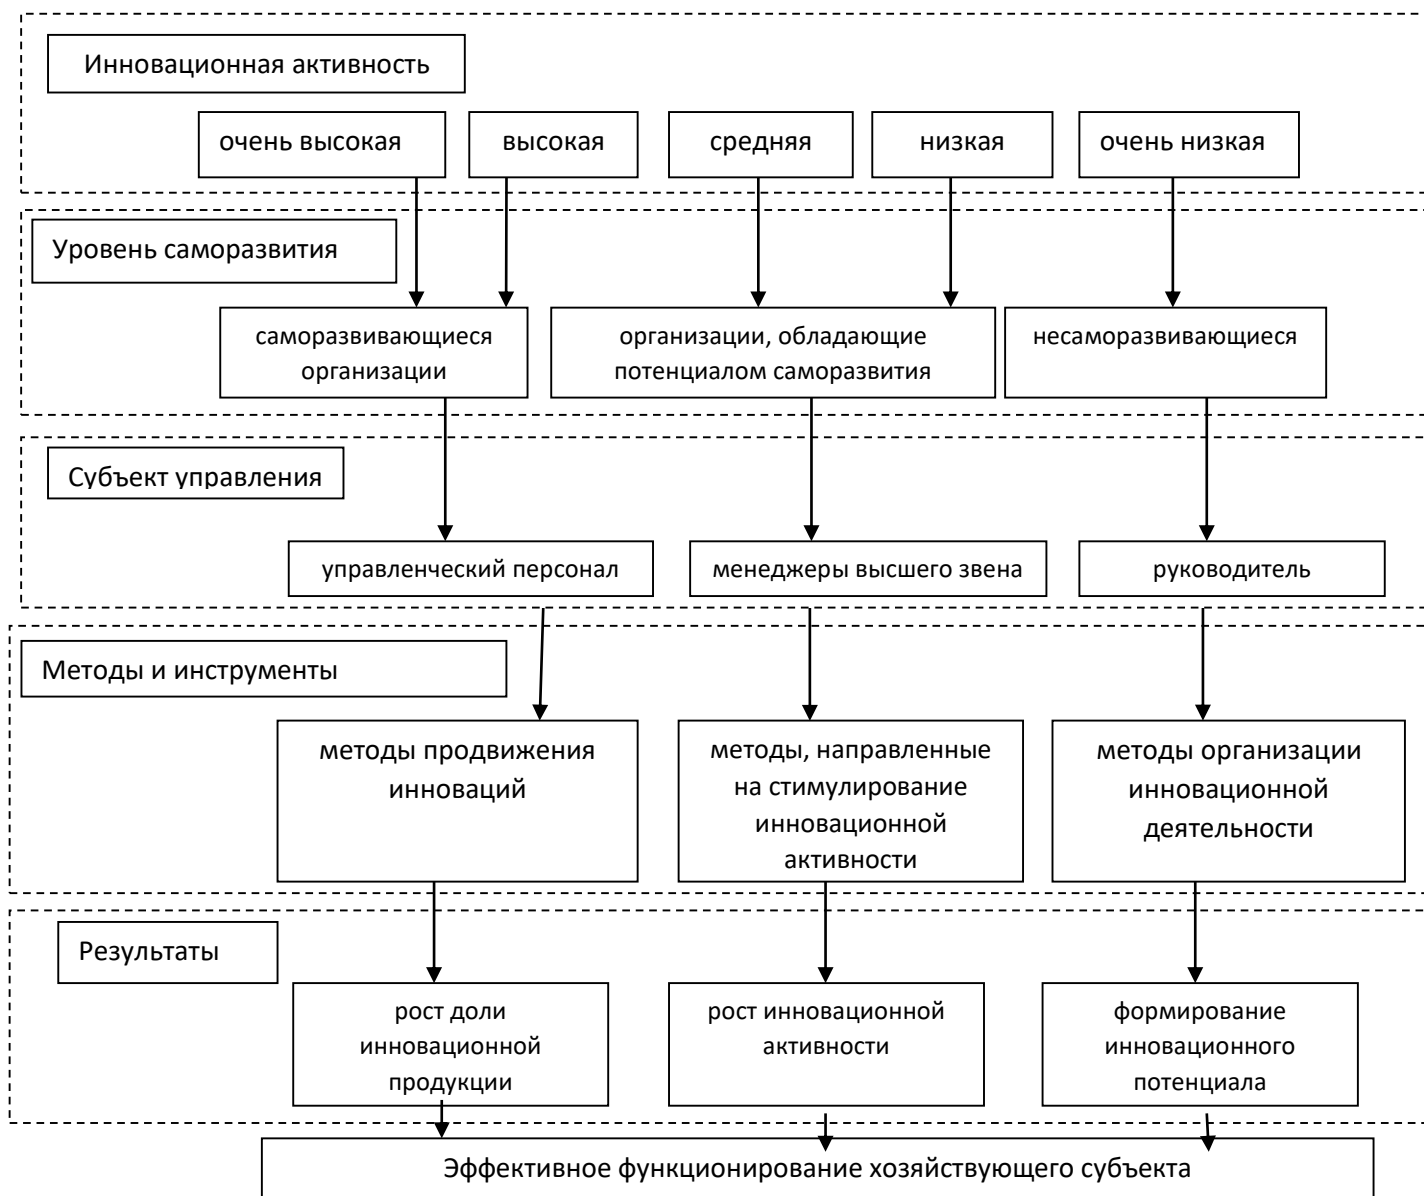 Инновационная активность
очень высокая
высокая
средняя
низкая
очень низкая
Уровень саморазвития
саморазвивающиеся
организации
организации, обладающие
потенциалом саморазвития
несаморазвивающиеся
Субъект управления
управленческий персонал
менеджеры высшего звена
руководитель
Методы и инструменты
методы продвижения
инноваций
методы, направленные
на стимулирование
инновационной
активности
методы организации
инновационной
деятельности
Результаты
рост доли
инновационной
продукции
рост инновационной
активности
формирование
инновационного
потенциала
Эффективное функционирование хозяйствующего субъекта